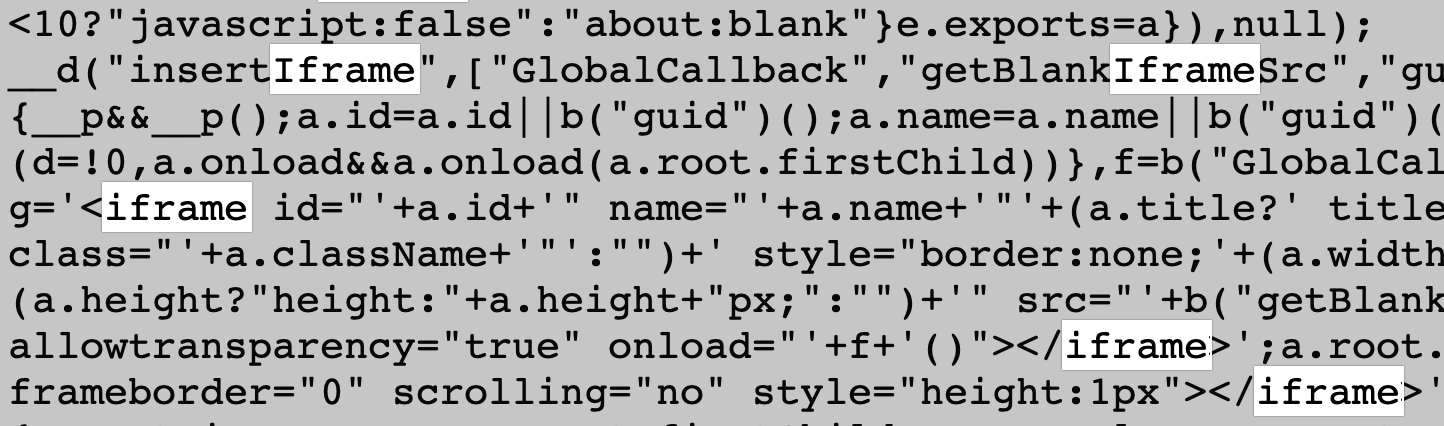 <10?"javascript:false":"about:blank"}e.exports=a}),null);
__d("insertIframe",["GlobalCallback","getBlankIframeSrc","gu
{__p&&__p();a.id=a.id||b("guid")();a.name=a.name||b("guid")(
(d=!0,a.onload&&a.onload(a.root.firstChild))},f=b("GlobalCal
g='<iframe id="'+a.id+'" name="'+a.name+'"'+(a.title?' title
class="'+a.className+'"':"")+' style="border:none;'+(a.width
(a.height?"height:"+a.height+"px;":"")+'" src="'+b("getBlank
allowtransparency="true" onload="'+f+'()"></iframe>';a.root.
frameborder="0" scrolling="no" style="height:1px"></iframe>'